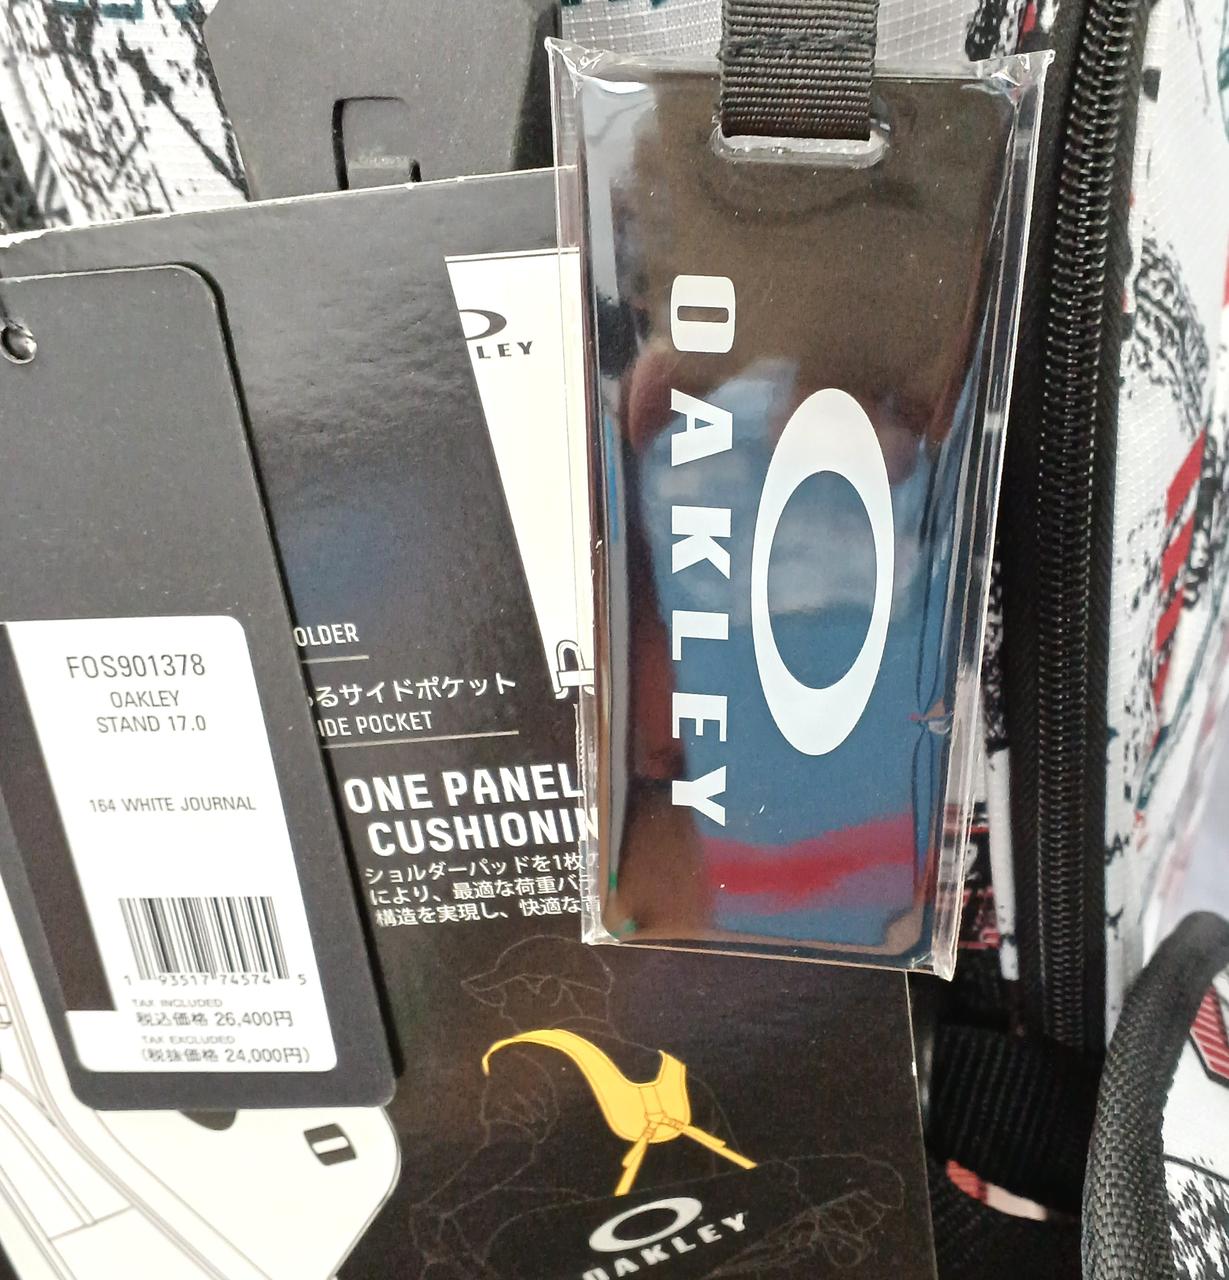 OAKLEY
LEY
FOS901378
OAKLEY
STAND 17.0
164 WHITE JOURNAL
1 93517 74574 5
TAX INCLUDED
税込価格 26,400円
TAX EXCLUDED
(税抜価格 24,000円)
OLDER
るサイドポケット
IDE POCKET
ONE PANEL
CUSHIONIN
ショルダーパッドを1枚の
により、最適な荷重バラ
構造を実現し、快適な背
OAKLEY